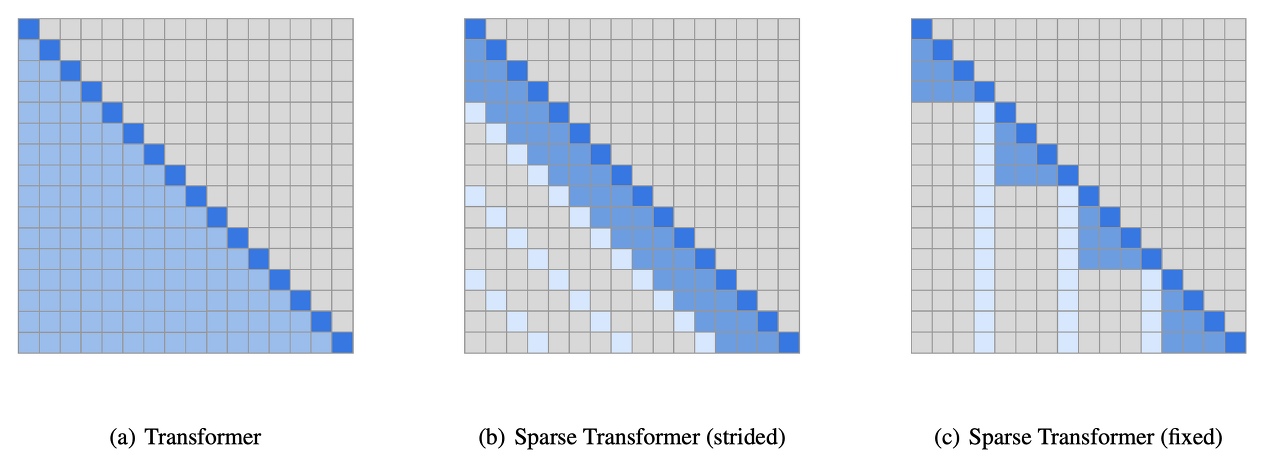 (a) Transformer
(b) Sparse Transformer (strided)
(c) Sparse Transformer (fixed)